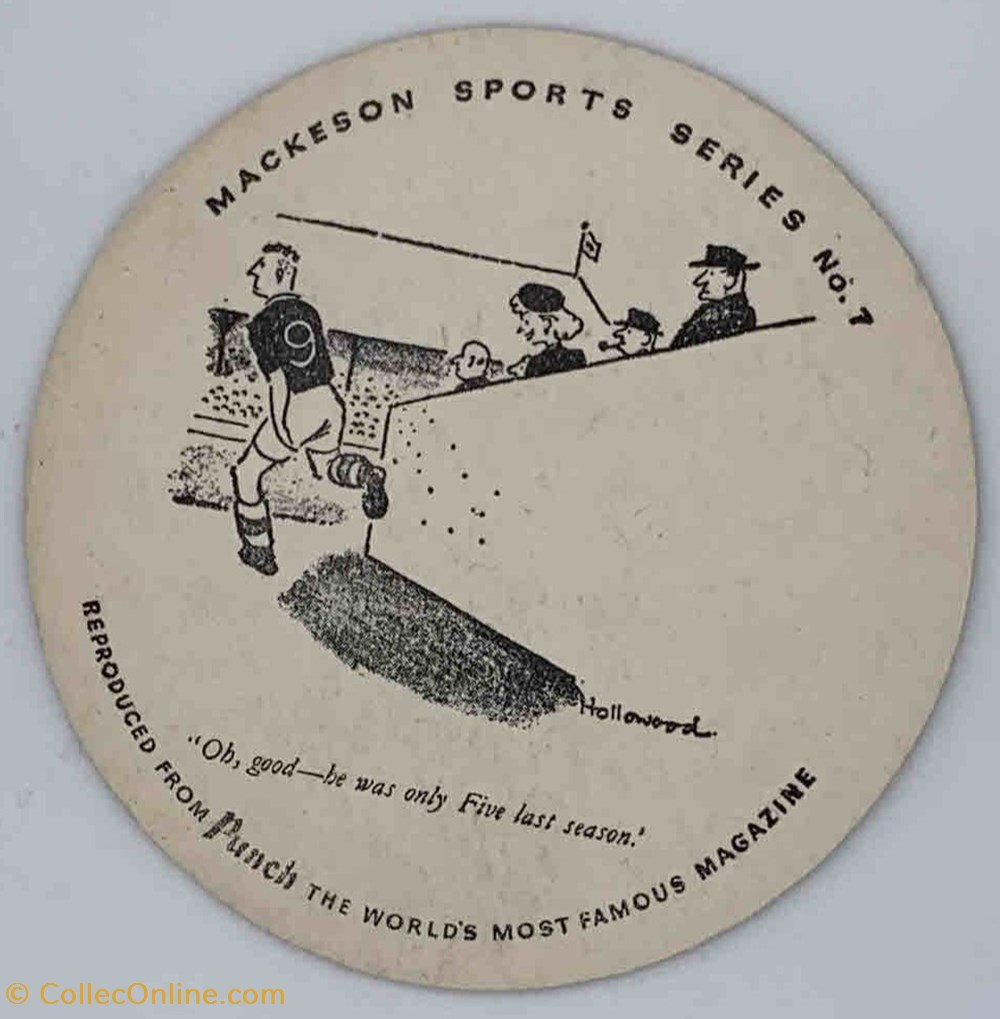 MACKESON SPORTS SERIES NO. 7
9
Hollowood.
"Oh, good—he was only Five last season."
REPRODUCED FROM Punch THE WORLD'S MOST FAMOUS MAGAZINE
© CollecOnline.com